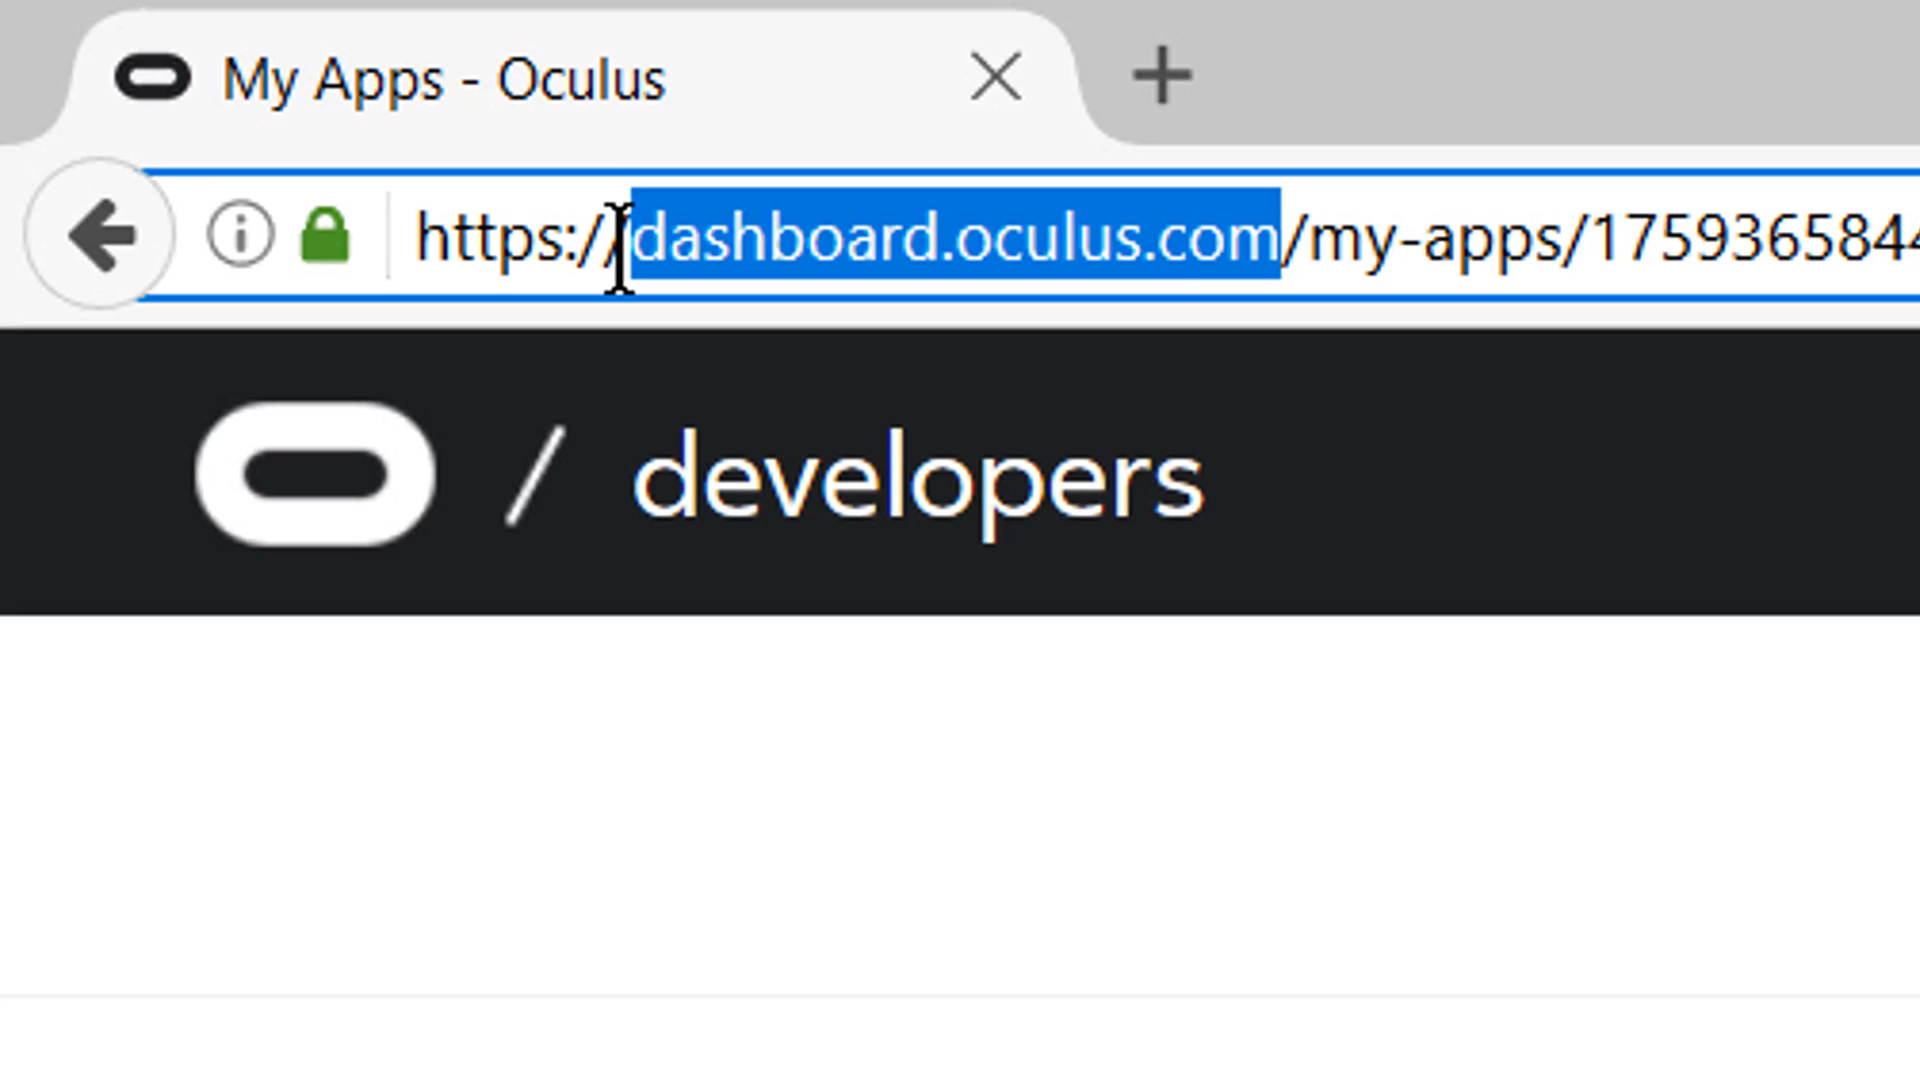 My Apps - Oculus
https://dashboard.oculus.com/my-apps/175936584
/ developers